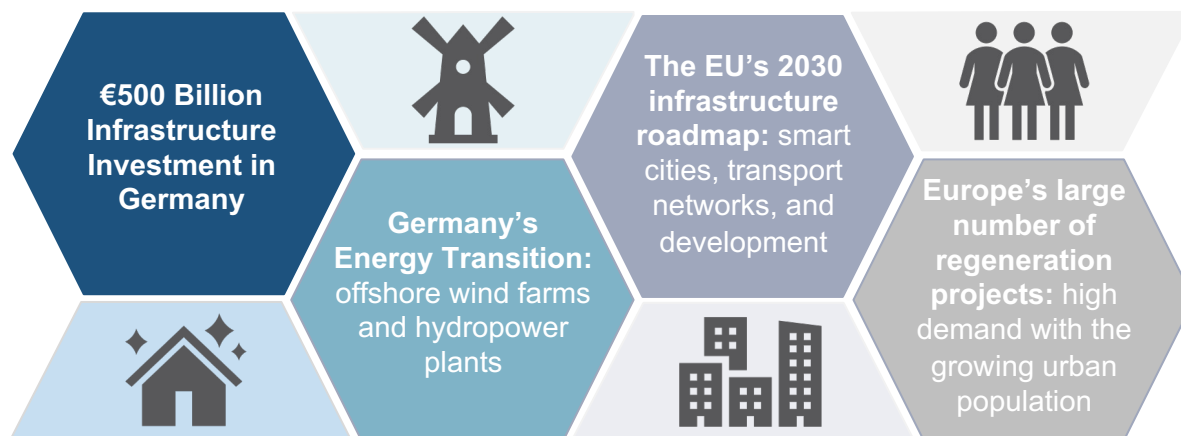 €500 Billion
Infrastructure
Investment in
Germany
Germany’s
Energy Transition:
offshore wind farms
and hydropower
plants
The EU’s 2030
infrastructure
roadmap: smart
cities, transport
networks, and
development
Europe’s large
number of
regeneration
projects: high
demand with the
growing urban
population